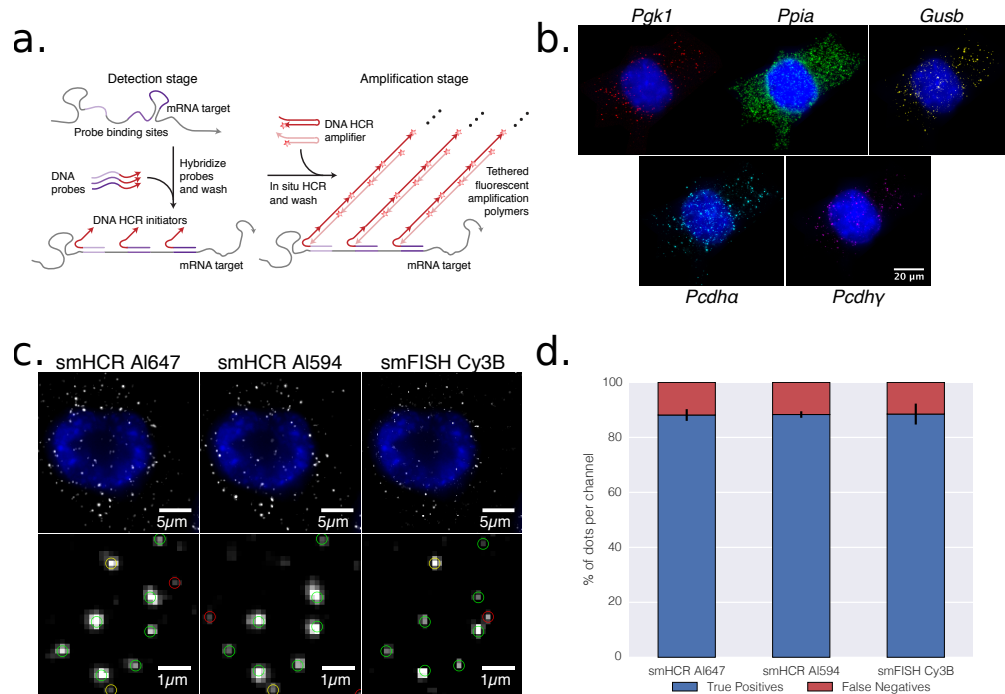 a.
Detection stage
Amplification stage
mRNA target
Probe binding sites
DNA HCR
amplifier
DNA
probes
Hybridize
probes
and wash
In situ HCR
and wash
Tethered
fluorescent
amplification
polymers
DNA HCR initiators
mRNA target
mRNA target
b.
Pgk1
Ppia
Gusb
20 μm
Pcdhα
Pcdhγ
c.
smHCR Al647
smHCR Al594
smFISH Cy3B
5μm
5μm
5μm
1μm
1μm
1μm
d.
% of dots per channel
100
80
60
40
20
0
smHCR Al647
smHCR Al594
smFISH Cy3B
True Positives
False Negatives